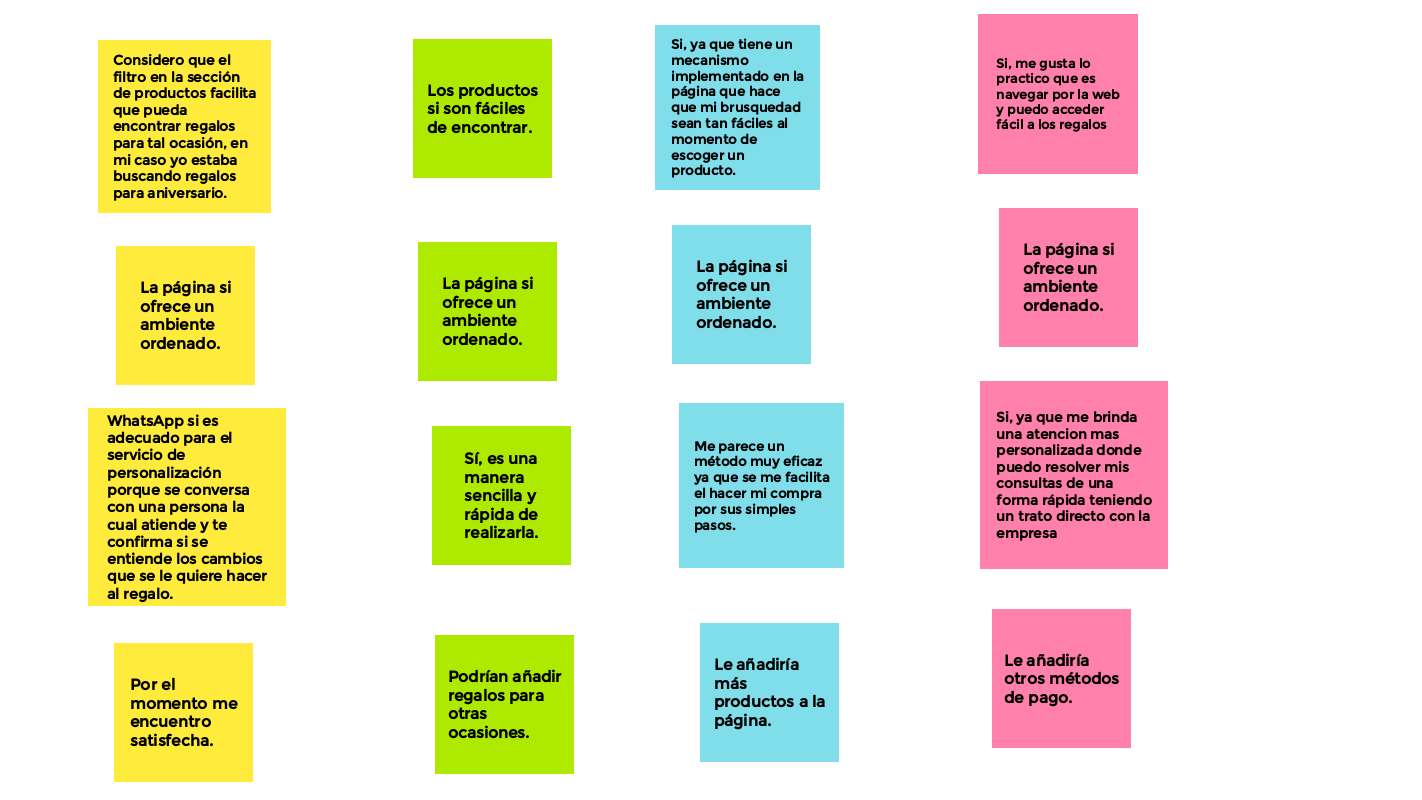 Considero que el
filtro en la sección
de productos facilita
que pueda
encontrar regalos
para tal ocasión, en
mi caso yo estaba
buscando regalos
para aniversario.
Los productos
si son fáciles
de encontrar.
Si, ya que tiene un
mecanismo
implementado en la
página que hace
que mi brusquedad
sean tan fáciles al
momento de
escoger un
producto.
Si, me gusta lo
practico que es
navegar por la web
y puedo acceder
fácil a los regalos
La página si
ofrece un
ambiente
ordenado.
La página si
ofrece un
ambiente
ordenado.
La página si
ofrece un
ambiente
ordenado.
La página si
ofrece un
ambiente
ordenado.
WhatsApp si es
adecuado para el
servicio de
personalización
porque se conversa
con una persona la
cual atiende y te
confirma si se
entiende los cambios
que se le quiere hacer
al regalo.
Sí, es una
manera
sencilla y
rápida de
realizarla.
Me parece un
método muy eficaz
ya que se me facilita
el hacer mi compra
por sus simples
pasos.
Si, ya que me brinda
una atencion mas
personalizada donde
puedo resolver mis
consultas de una
forma rápida teniendo
un trato directo con la
empresa
Por el
momento me
encuentro
satisfecha.
Podrían añadir
regalos para
otras
ocasiones.
Le añadiría
más
productos a la
página.
Le añadiría
otros métodos
de pago.